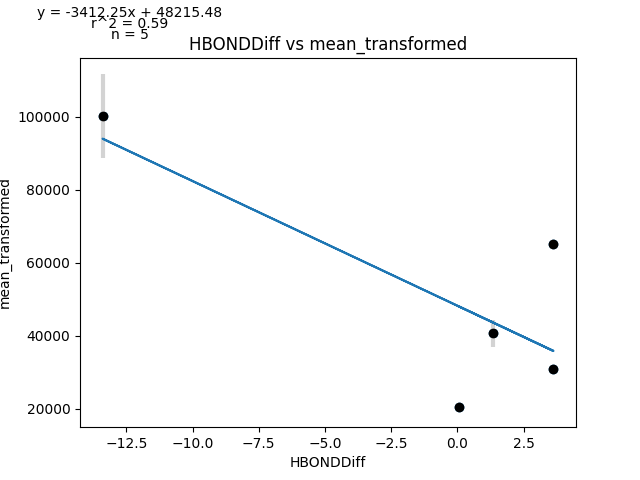 y = -3412.25x + 48215.48
r^2 = 0.59
n = 5
HBONDDiff vs mean_transformed
100000
80000
60000
40000
20000
mean_transformed
−12.5 −10.0 −7.5 −5.0 −2.5 0.0 2.5
HBONDDiff